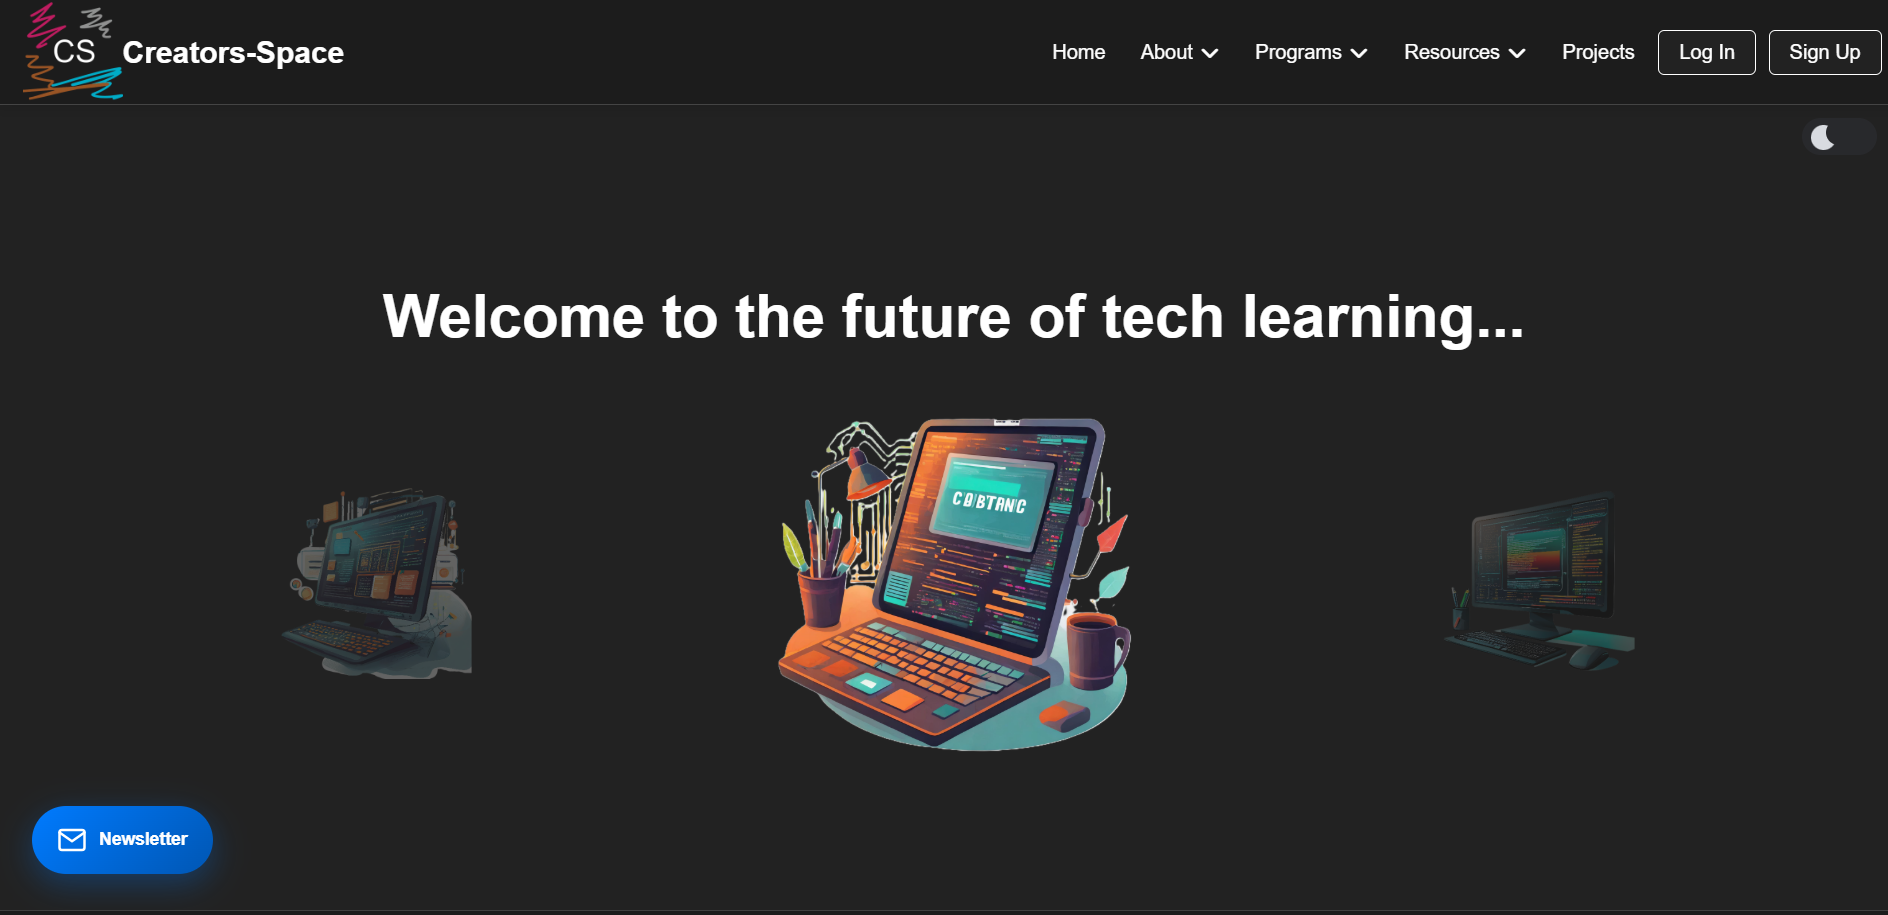 CS
Creators-Space
Home
About
Programs
Resources
Projects
Log In
Sign Up
Welcome to the future of tech learning...
Newsletter